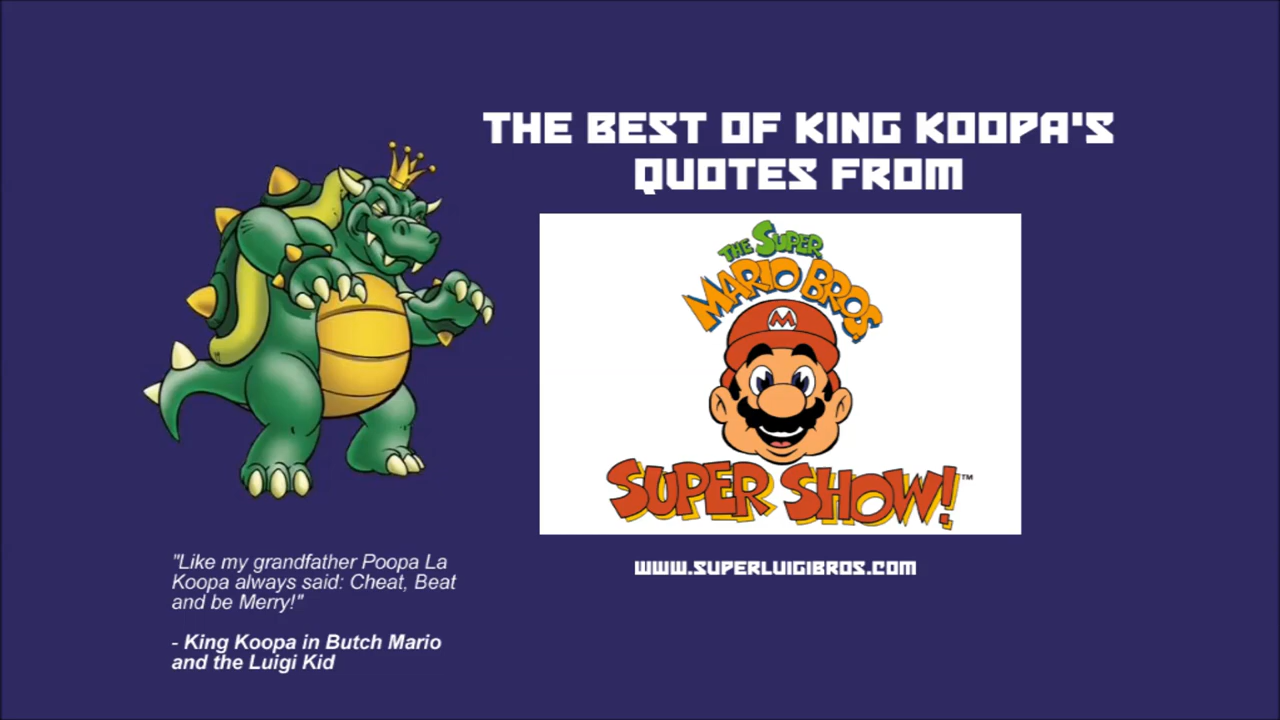 THE BEST OF KING KOOPA'S
QUOTES FROM
THE SUPER
MARIO BROS.
M
SUPER SHOW!™
WWW.SUPERLUIGIBROS.COM
"Like my grandfather Poopa La
Koopa always said: Cheat, Beat
and be Merry!"
- King Koopa in Butch Mario
and the Luigi Kid